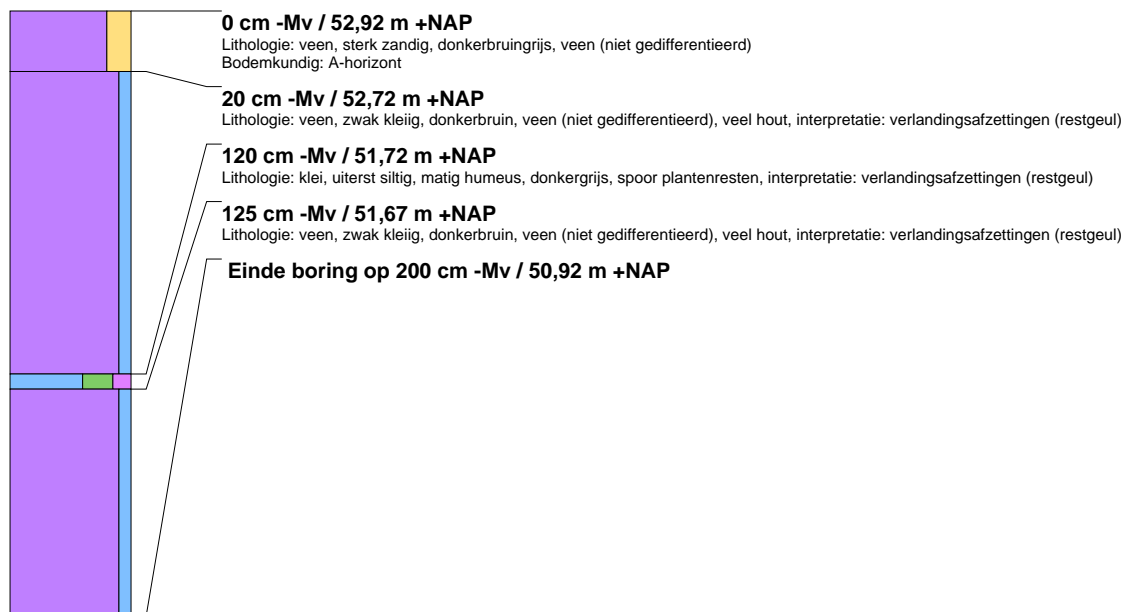 0 cm -Mv / 52,92 m +NAP
Lithologie: veen, sterk zandig, donkerbruingrijs, veen (niet gedifferentieerd)
Bodemkundig: A-horizont
20 cm -Mv / 52,72 m +NAP
Lithologie: veen, zwak kleiig, donkerbruin, veen (niet gedifferentieerd), veel hout, interpretatie: verlandingsafzettingen (restgeul)
120 cm -Mv / 51,72 m +NAP
Lithologie: klei, uiterst siltig, matig humeus, donkergrijs, spoor plantenresten, interpretatie: verlandingsafzettingen (restgeul)
125 cm -Mv / 51,67 m +NAP
Lithologie: veen, zwak kleiig, donkerbruin, veen (niet gedifferentieerd), veel hout, interpretatie: verlandingsafzettingen (restgeul)
Einde boring op 200 cm -Mv / 50,92 m +NAP